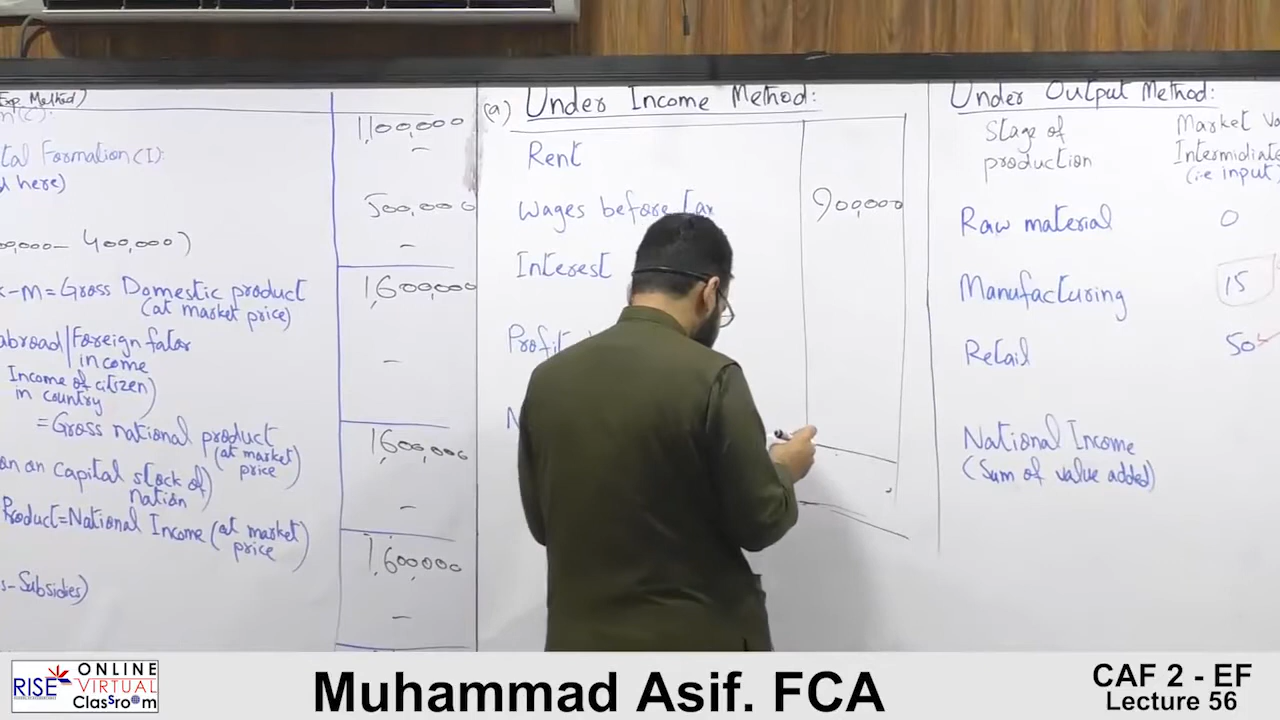 Exp Method)
1,100,000
–
tal Formation(I):
here)
500,000
00,000– 400,000)
–
X-M=Gross Domestic product
(at market price)
1,600,000
abroad/Foreign fator
income
Income of citizen)
in country
–
=Gross national product
(at market
price)
1,600,000
on an Capital stock of
nation)
–
Product=National Income (at market
price)
1,600,000
s-Subsidies)
–
(a) Under Income Method:
Rent
Wages before tax
900,000
Interest
Profit
N
Under Output Method:
Stage of
production
Market Va
Intermidiate
(i.e input)
Raw material 0
Manufacturing 15
Retail 50
National Income
(Sum of value added)
RISE
ONLINE
VIRTUAL
Classroom
Muhammad Asif. FCA
CAF 2 - EF
Lecture 56